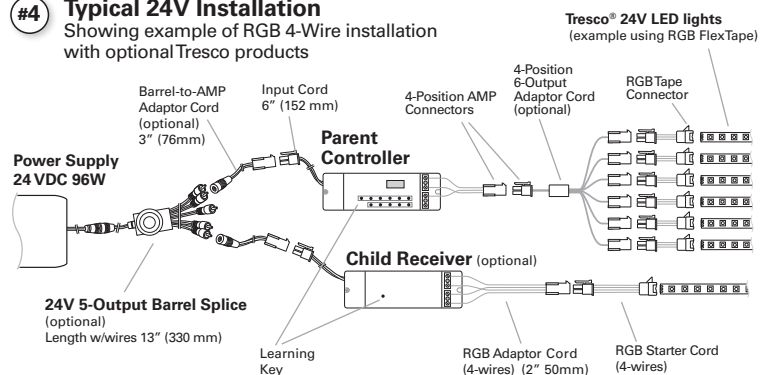 #4
Typical 24V Installation
Showing example of RGB 4-Wire installation
with optional Tresco products
Tresco® 24V LED lights
(example using RGB FlexTape)
Barrel-to-AMP
Adaptor Cord
(optional)
3” (76mm)
Input Cord
6” (152 mm)
4-Position AMP
Connectors
4-Position
6-Output
Adaptor Cord
(optional)
RGB Tape
Connector
Parent
Controller
Power Supply
24 VDC 96W
Child Receiver (optional)
24V 5-Output Barrel Splice
(optional)
Length w/wires 13” (330 mm)
Learning
Key
RGB Adaptor Cord
(4-wires) (2” 50mm)
RGB Starter Cord
(4-wires)